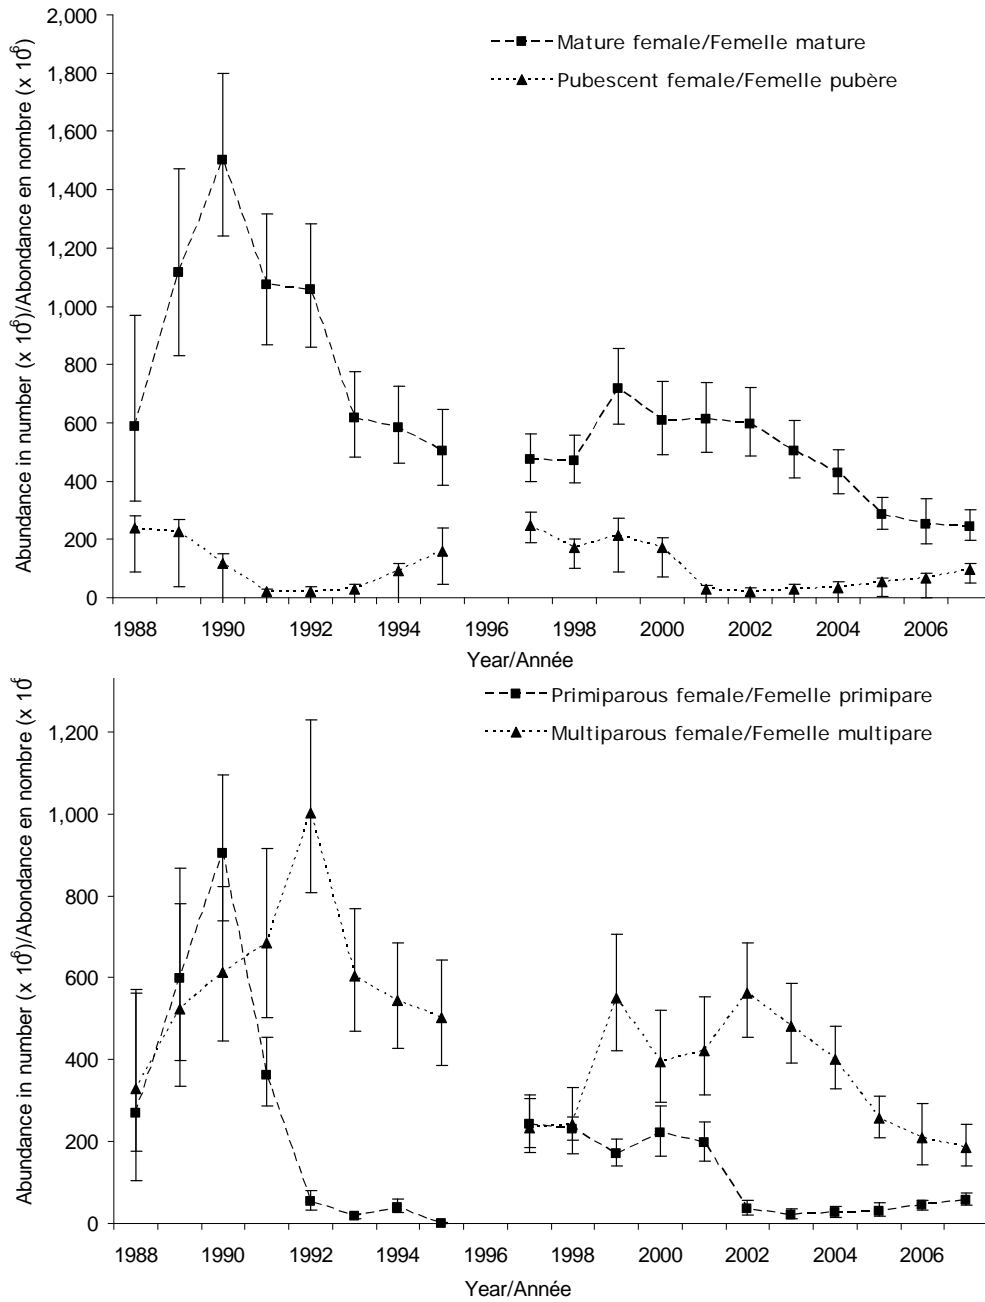 2,000
Mature female/Femelle mature
Pubescent female/Femelle pubère
1,800
1,600
1,400
1,200
1,000
800
600
400
200
0
Abundance in number (x 10⁶)/Abondance en nombre (x 10⁶)
1988 1990 1992 1994 1996 1998 2000 2002 2004 2006
Year/Année
Primiparous female/Femelle primipare
Multiparous female/Femelle multipare
1,200
1,000
800
600
400
200
0
Abundance in number (x 10⁶)/Abondance en nombre (x 10⁶
1988 1990 1992 1994 1996 1998 2000 2002 2004 2006
Year/Année